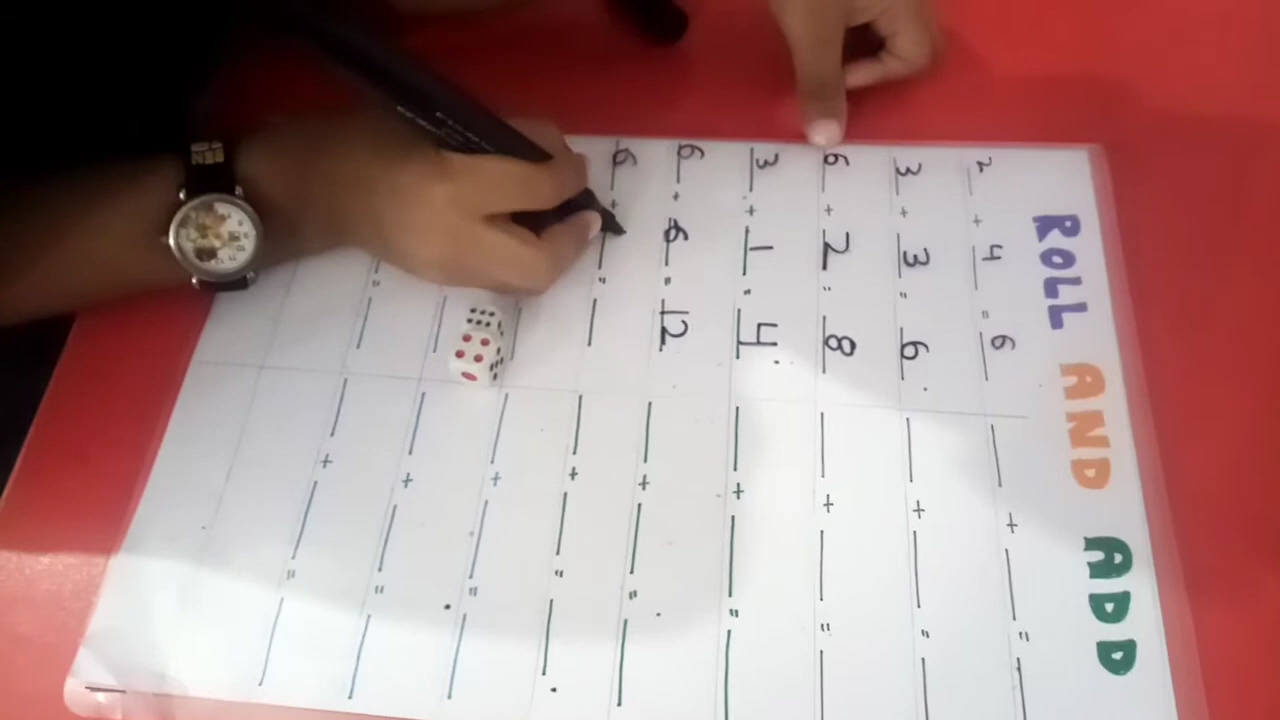 ROLL AND ADD
2 + 4 = 6
3 + 3 = 6
6 + 2 = 8
3 + 1 = 4
6 + 6 = 12
6 +  =
+  =
+  =
+  =
+  =
+  =
+  =
+  =
+  =
+  =